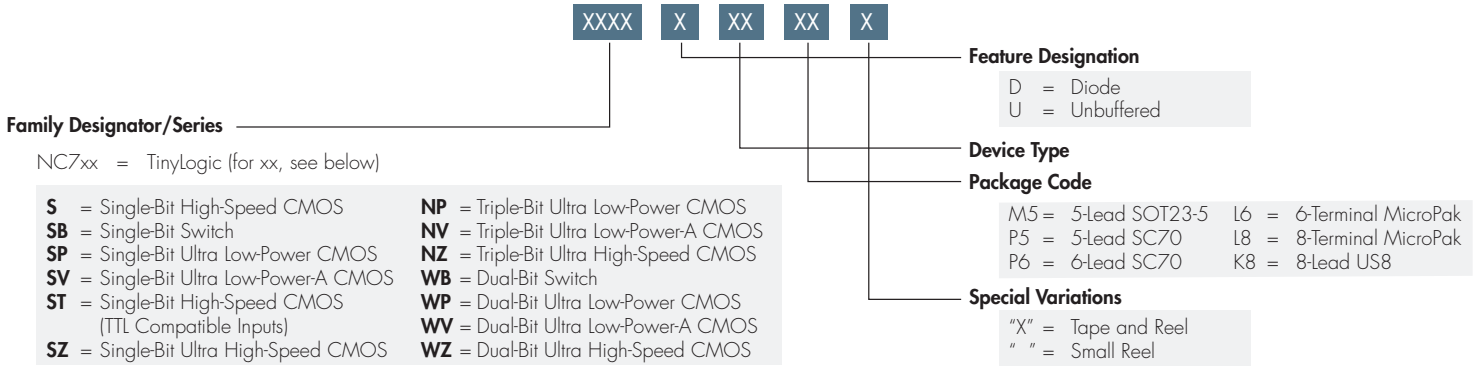 XXXX X XX XX X
Feature Designation
D = Diode
U = Unbuffered
Family Designator/Series
NC7xx = TinyLogic (for xx, see below)
S = Single-Bit High-Speed CMOS
SB = Single-Bit Switch
SP = Single-Bit Ultra Low-Power CMOS
SV = Single-Bit Ultra Low-Power-A CMOS
ST = Single-Bit High-Speed CMOS
(TTL Compatible Inputs)
SZ = Single-Bit Ultra High-Speed CMOS
NP = Triple-Bit Ultra Low-Power CMOS
NV = Triple-Bit Ultra Low-Power-A CMOS
NZ = Triple-Bit Ultra High-Speed CMOS
WB = Dual-Bit Switch
WP = Dual-Bit Ultra Low-Power CMOS
WV = Dual-Bit Ultra Low-Power-A CMOS
WZ = Dual-Bit Ultra High-Speed CMOS
Device Type
Package Code
M5 = 5-Lead SOT23-5 L6 = 6-Terminal MicroPak
P5 = 5-Lead SC70 L8 = 8-Terminal MicroPak
P6 = 6-Lead SC70 K8 = 8-Lead US8
Special Variations
"X" = Tape and Reel
" " = Small Reel